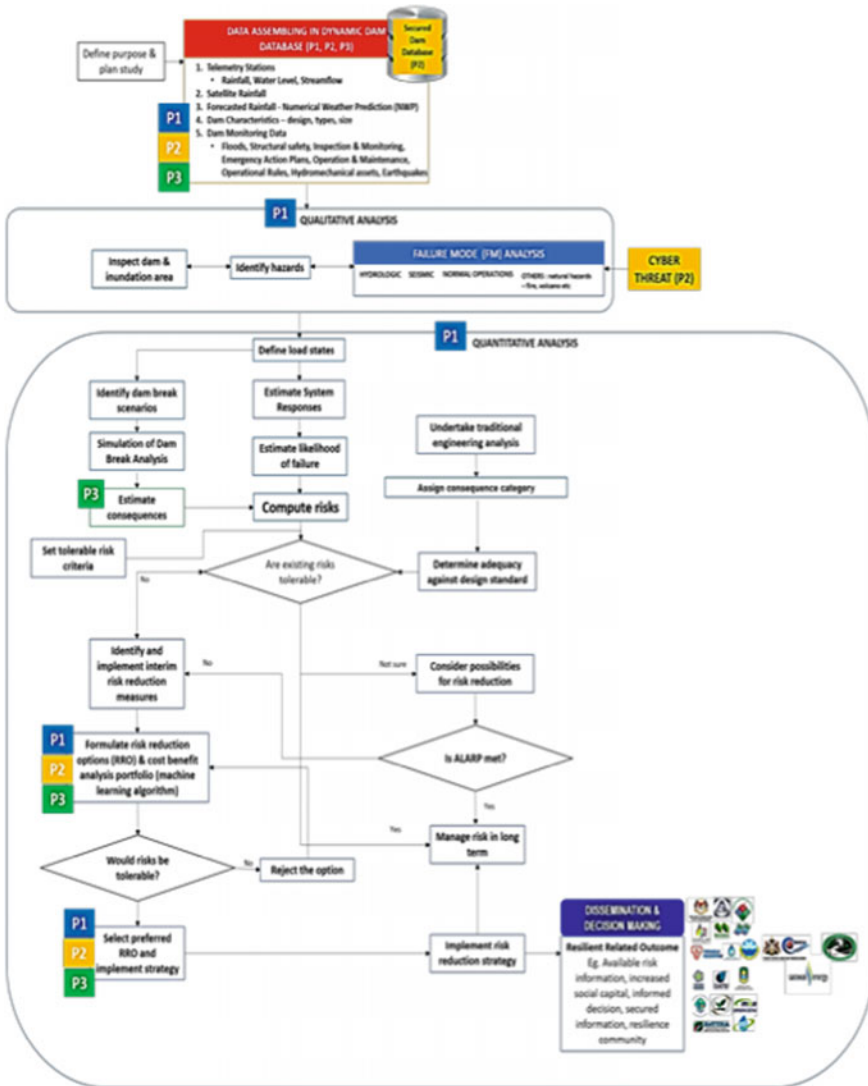 DATA ASSEMBLING IN DYNAMIC DAM
DATABASE (P1, P2, P3)
Secured
Dam
Database
(P2)
Define purpose &
plan study
1. Telemetry Stations
• Rainfall, Water Level, Streamflow
2. Satellite Rainfall
3. Forecasted Rainfall - Numerical Weather Prediction (NWP)
4. Dam Characteristics – design, types, size
5. Dam Monitoring Data
• Floods, Structural safety, Inspection & Monitoring,
Emergency Action Plans, Operation & Maintenance,
Operational Rules, Hydromechanical assets, Earthquakes
P1
P2
P3
P1
QUALITATIVE ANALYSIS
Inspect dam &
inundation area
Identify hazards
FAILURE MODE (FM) ANALYSIS
HYDROLOGIC SEISMIC NORMAL OPERATIONS OTHERS: natural hazards
– fire, volcano etc
CYBER
THREAT (P2)
P1
QUANTITATIVE ANALYSIS
Define load states
Identify dam break
scenarios
Estimate System
Responses
Undertake traditional
engineering analysis
Simulation of Dam
Break Analysis
Estimate likelihood
of failure
Assign consequence category
P3
Estimate
consequences
Compute risks
Set tolerable risk
criteria
Are existing risks
tolerable?
Determine adequacy
against design standard
No
Identify and
implement interim
risk reduction
measures
No
Not sure
Consider possibilities
for risk reduction
P1
P2
P3
Formulate risk reduction
options (RRO) & cost benefit
analysis portfolio (machine
learning algorithm)
Is ALARP met?
Yes
Yes
Manage risk in long
term
Would risks be
tolerable?
No
Reject the option
P1
P2
P3
Select preferred
RRO and
implement strategy
Implement risk
reduction strategy
DISSEMINATION &
DECISION MAKING
Resilient Related Outcome
Eg. Available risk
information, increased
social capital, informed
decision, secured
information, resilience
community